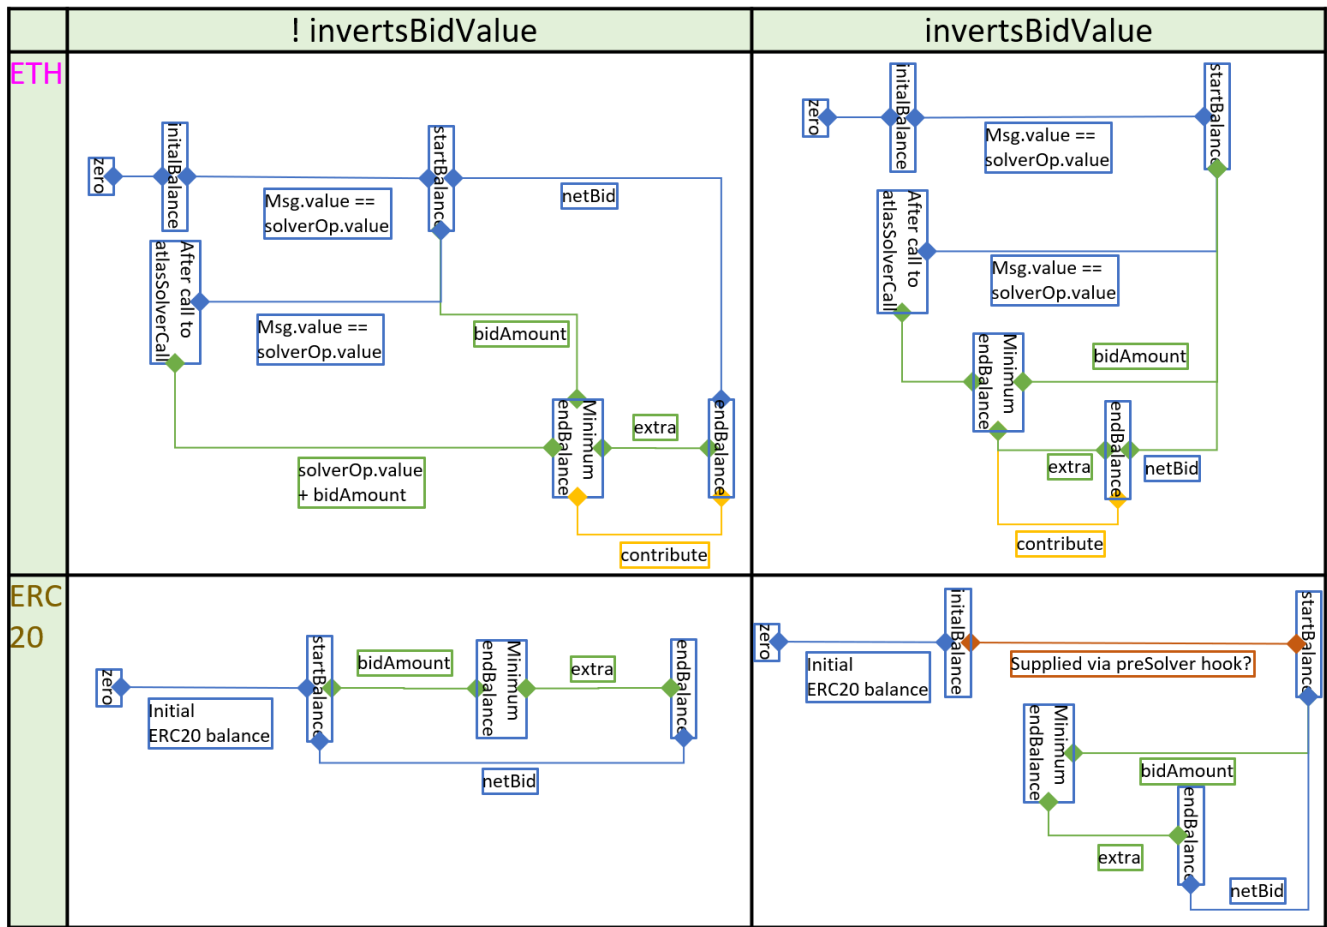 ! invertsBidValue
invertsBidValue
ETH
zero
initalBalance
startBalance
Msg.value ==
solverOp.value
netBid
After call to
atlasSolverCall
Msg.value ==
solverOp.value
bidAmount
Minimum
endBalance
extra
endBalance
solverOp.value
+ bidAmount
contribute
zero
initalBalance
startBalance
Msg.value ==
solverOp.value
After call to
atlasSolverCall
Msg.value ==
solverOp.value
Minimum
endBalance
bidAmount
endBalance
extra
netBid
contribute
ERC
20
zero
Initial
ERC20 balance
startBalance
bidAmount
Minimum
endBalance
extra
endBalance
netBid
zero
Initial
ERC20 balance
initalBalance
Supplied via preSolver hook?
startBalance
Minimum
endBalance
bidAmount
endBalance
extra
netBid